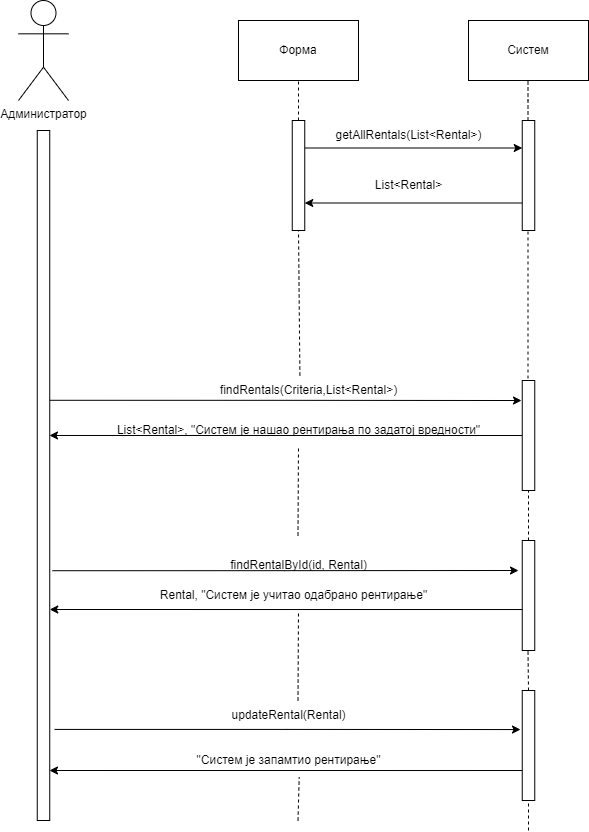 Форма
Систем
Администратор
getAllRentals(List<Rental>)
List<Rental>
findRentals(Criteria,List<Rental>)
List<Rental>, "Систем је нашао рентирања по задатој вредности"
findRentalById(id, Rental)
Rental, "Систем је учитао одабрано рентирање"
updateRental(Rental)
"Систем је запамтио рентирање"